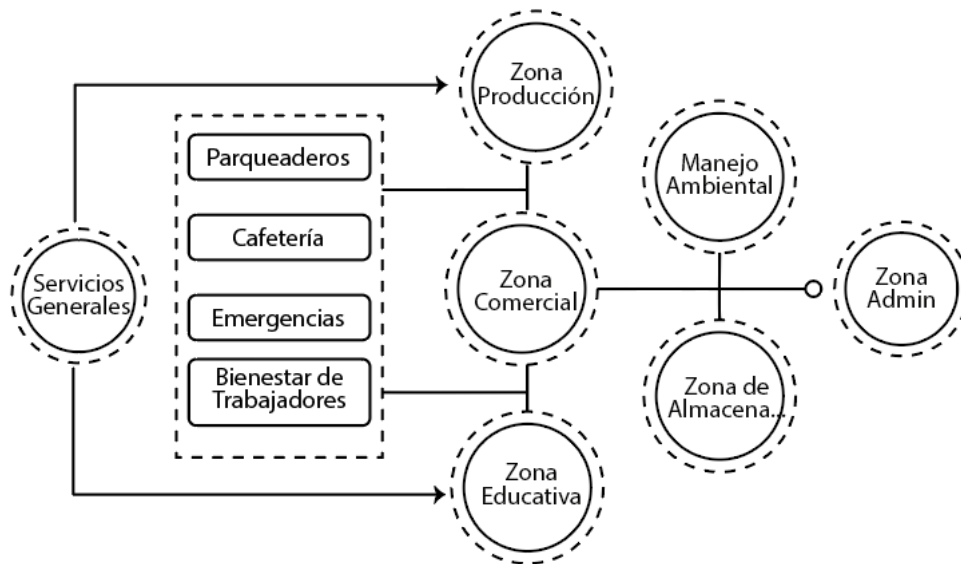 Zona
Producción
Parqueaderos
Manejo
Ambiental
Cafetería
Servicios
Generales
Zona
Comercial
Zona
Admin
Emergencias
Bienestar de
Trabajadores
Zona de
Almacena...
Zona
Educativa